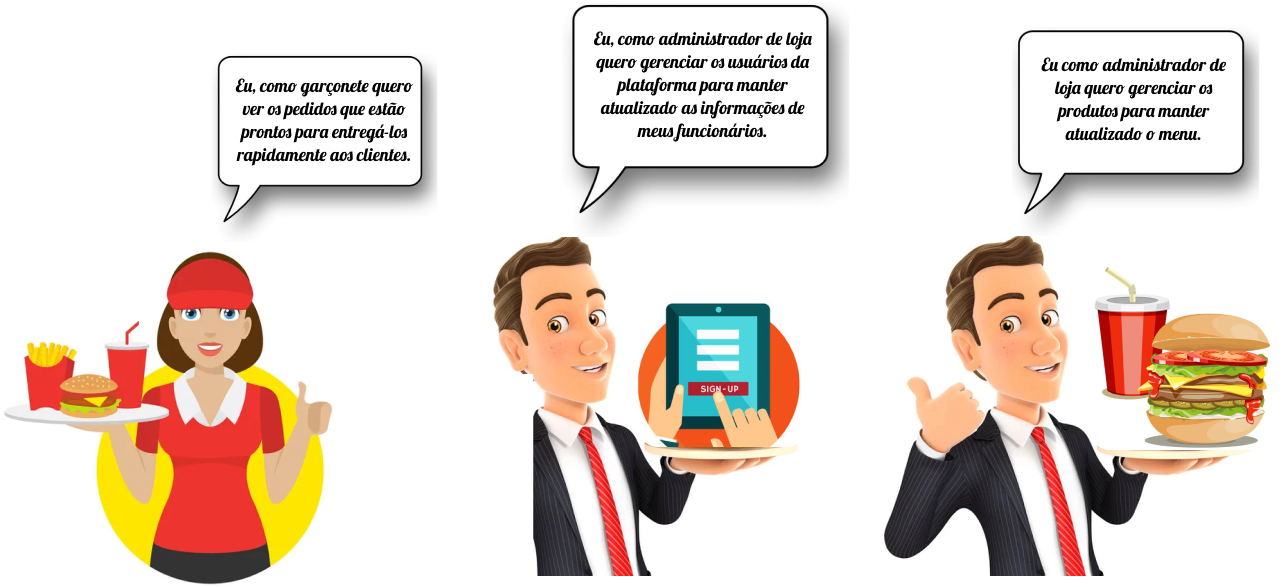 Eu, como garçonete quero
ver os pedidos que estão
prontos para entregá-los
rapidamente aos clientes.
Eu, como administrador de loja
quero gerenciar os usuários da
plataforma para manter
atualizado as informações de
meus funcionários.
Eu como administrador de
loja quero gerenciar os
produtos para manter
atualizado o menu.
SIGN-UP